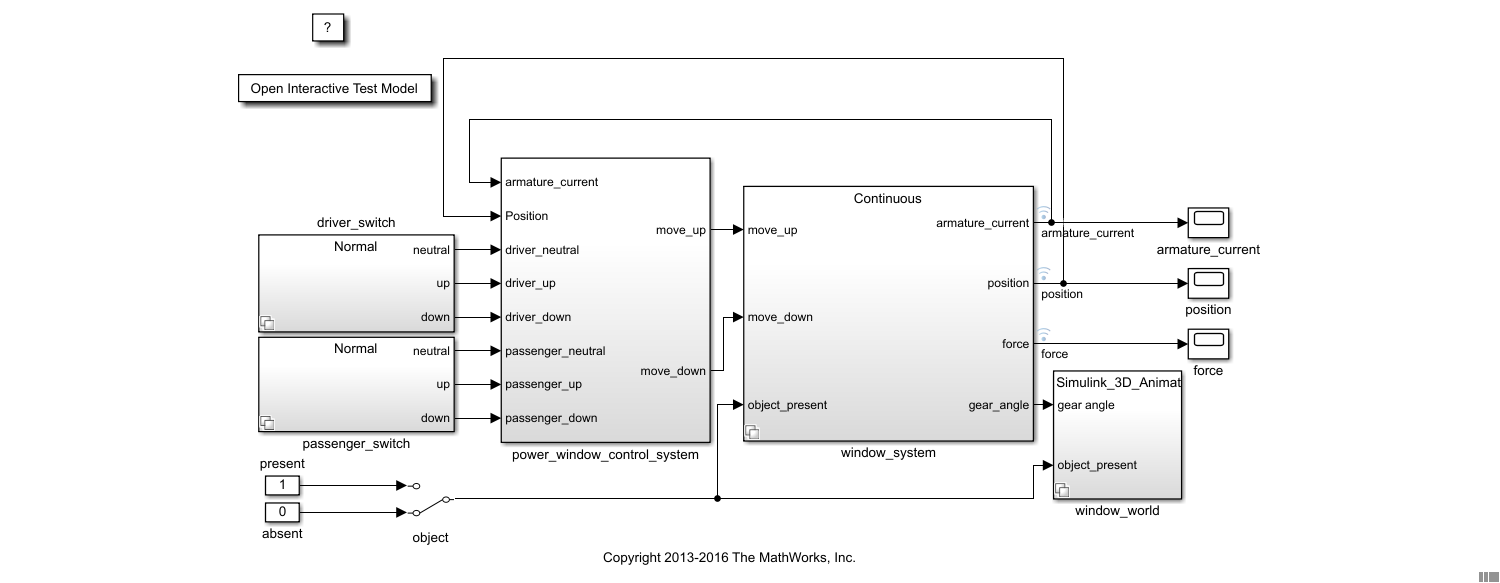 ?
Open Interactive Test Model
driver_switch
Normal
neutral
up
down
Normal
neutral
up
down
passenger_switch
present
1
0
absent
object
armature_current
Position
driver_neutral
driver_up
driver_down
passenger_neutral
passenger_up
passenger_down
move_up
move_down
power_window_control_system
Continuous
move_up
move_down
object_present
armature_current
position
force
gear_angle
window_system
armature_current
position
force
armature_current
position
force
Simulink_3D_Animat
gear angle
object_present
window_world
Copyright 2013-2016 The MathWorks, Inc.